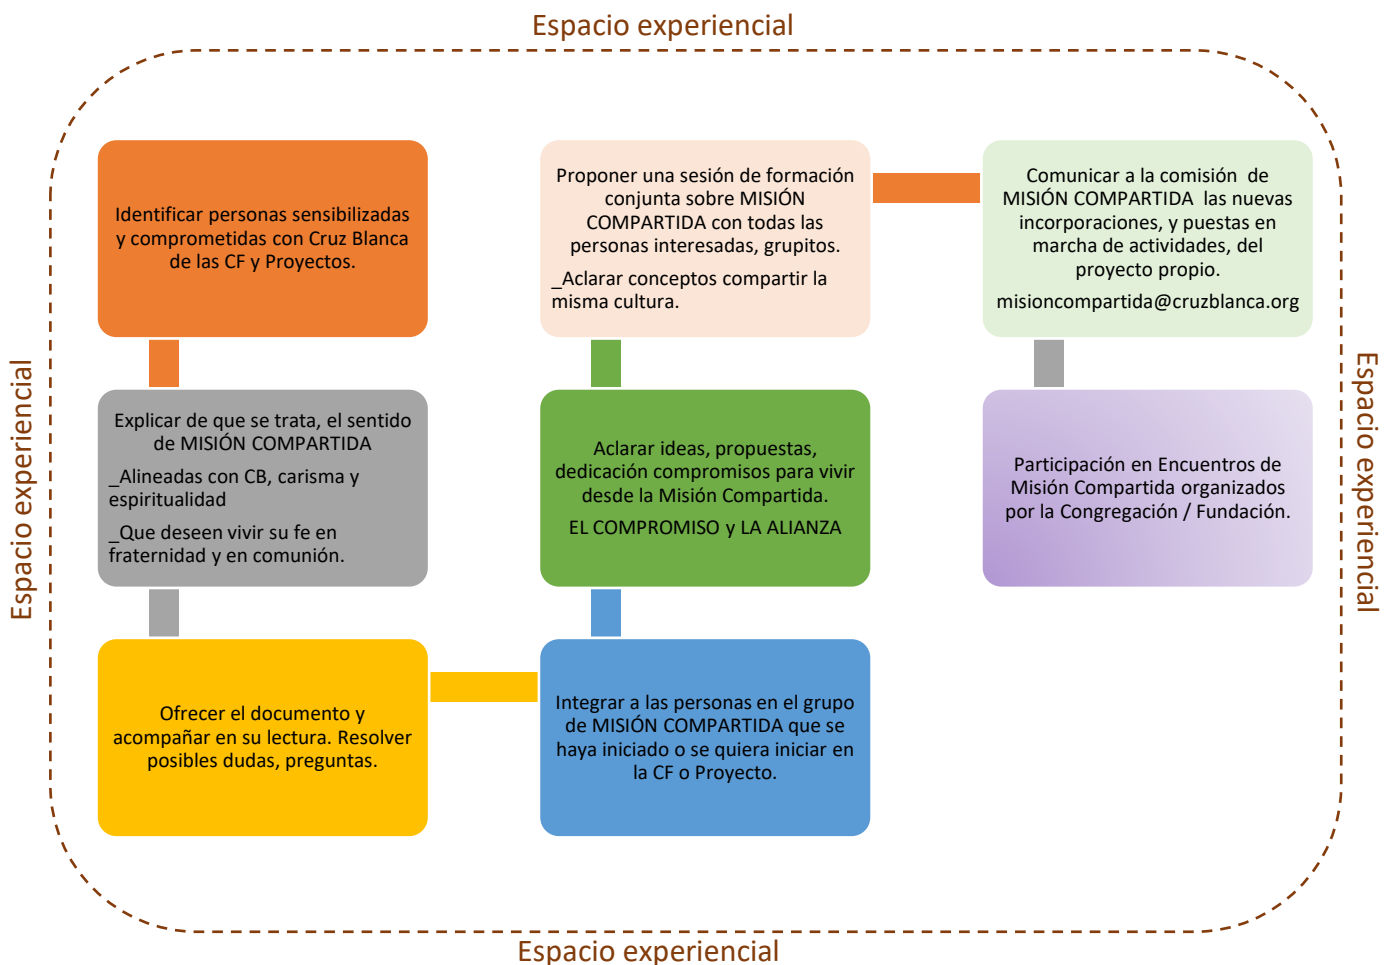 Espacio experiencial
Identificar personas sensibilizadas
y comprometidas con Cruz Blanca
de las CF y Proyectos.
Explicar de que se trata, el sentido
de MISIÓN COMPARTIDA
_Alineadas con CB, carisma y
espiritualidad
_Que deseen vivir su fe en
fraternidad y en comunión.
Ofrecer el documento y
acompañar en su lectura. Resolver
posibles dudas, preguntas.
Integrar a las personas en el grupo
de MISIÓN COMPARTIDA que se
haya iniciado o se quiera iniciar en
la CF o Proyecto.
Aclarar ideas, propuestas,
dedicación compromisos para vivir
desde la Misión Compartida.
EL COMPROMISO y LA ALIANZA
Proponer una sesión de formación
conjunta sobre MISIÓN
COMPARTIDA con todas las
personas interesadas, grupitos.
_Aclarar conceptos compartir la
misma cultura.
Comunicar a la comisión de
MISIÓN COMPARTIDA las nuevas
incorporaciones, y puestas en
marcha de actividades, del
proyecto propio.
misioncompartida@cruzblanca.org
Participación en Encuentros de
Misión Compartida organizados
por la Congregación / Fundación.
Espacio experiencial
Espacio experiencial
Espacio experiencial